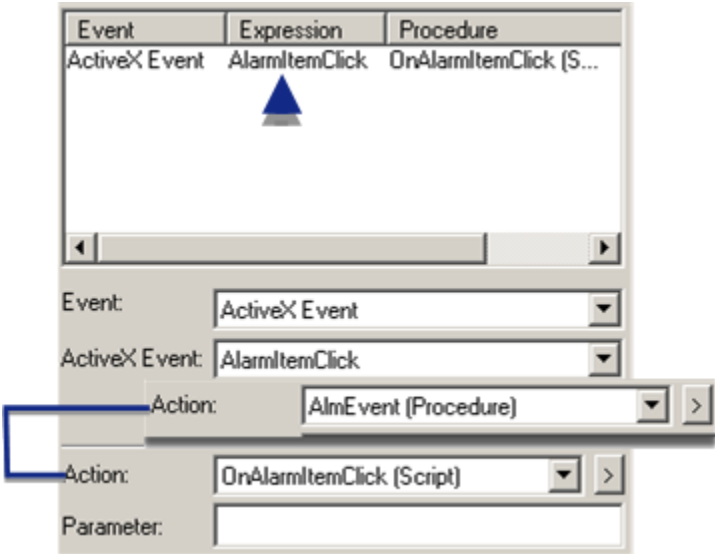 Event Expression Procedure
ActiveX Event AlarmItemClick OnAlarmItemClick (S...
Event: ActiveX Event
ActiveX Event: AlarmItemClick
Action: AlmEvent (Procedure) >
Action: OnAlarmItemClick (Script) >
Parameter: